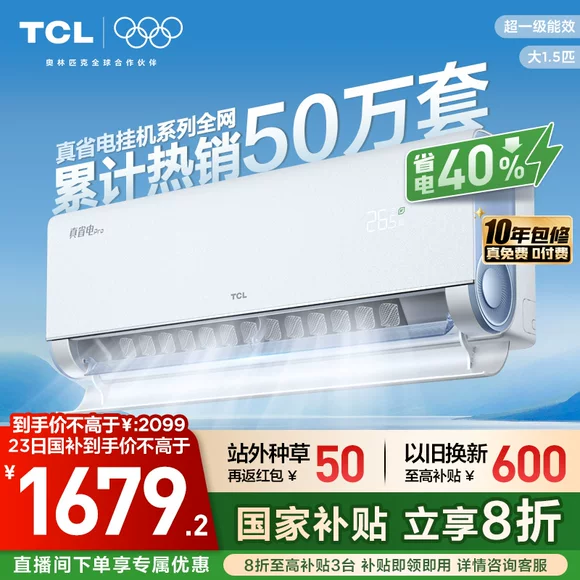 TCL
奥林匹克全球合作伙伴
超一级能效
大1.5匹
真省电挂机系列全网
累计热销50万套
省电40%
10年包修
真免费 0付费
真省电Pro
26.5
TCL
到手价不高于¥:2099
23日国补到手价不高于
¥1679.2
直播间下单享专属优惠
站外种草
再返红包¥50
以旧换新
至高补贴¥600
国家补贴 立享8折
8折至高补贴3台 补贴即领即用 详情咨询客服